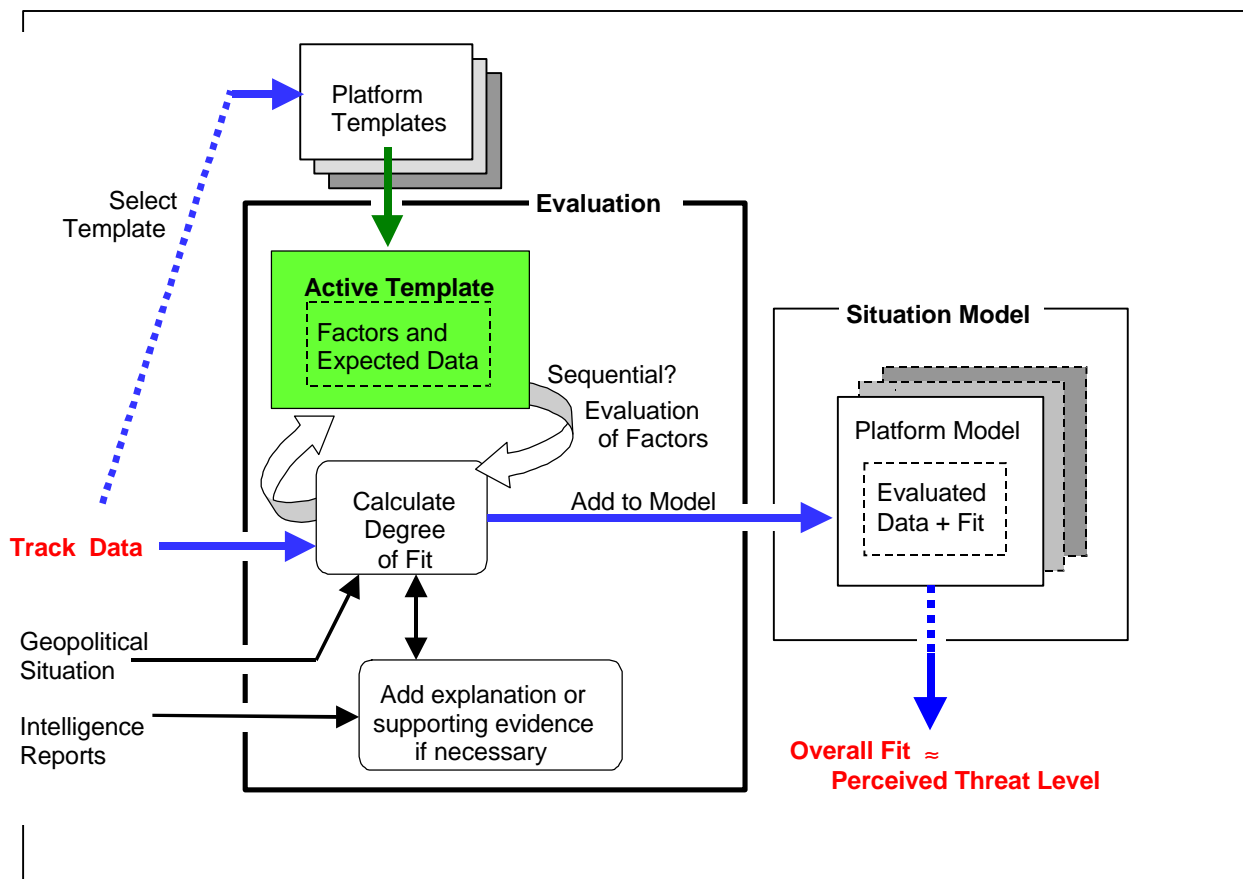 Platform
Templates
Select
Template
Evaluation
Active Template
Factors and
Expected Data
Sequential?
Evaluation
of Factors
Situation Model
Platform Model
Evaluated
Data + Fit
Calculate
Degree
of Fit
Add to Model
Track Data
Geopolitical
Situation
Add explanation or
supporting evidence
if necessary
Intelligence
Reports
Overall Fit ≈
Perceived Threat Level